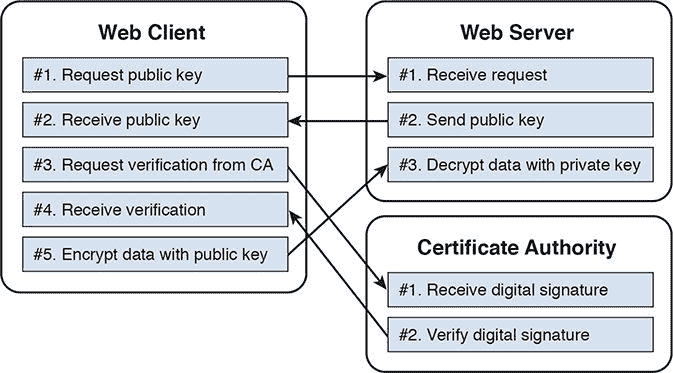 Web Client
#1. Request public key
#2. Receive public key
#3. Request verification from CA
#4. Receive verification
#5. Encrypt data with public key
Web Server
#1. Receive request
#2. Send public key
#3. Decrypt data with private key
Certificate Authority
#1. Receive digital signature
#2. Verify digital signature